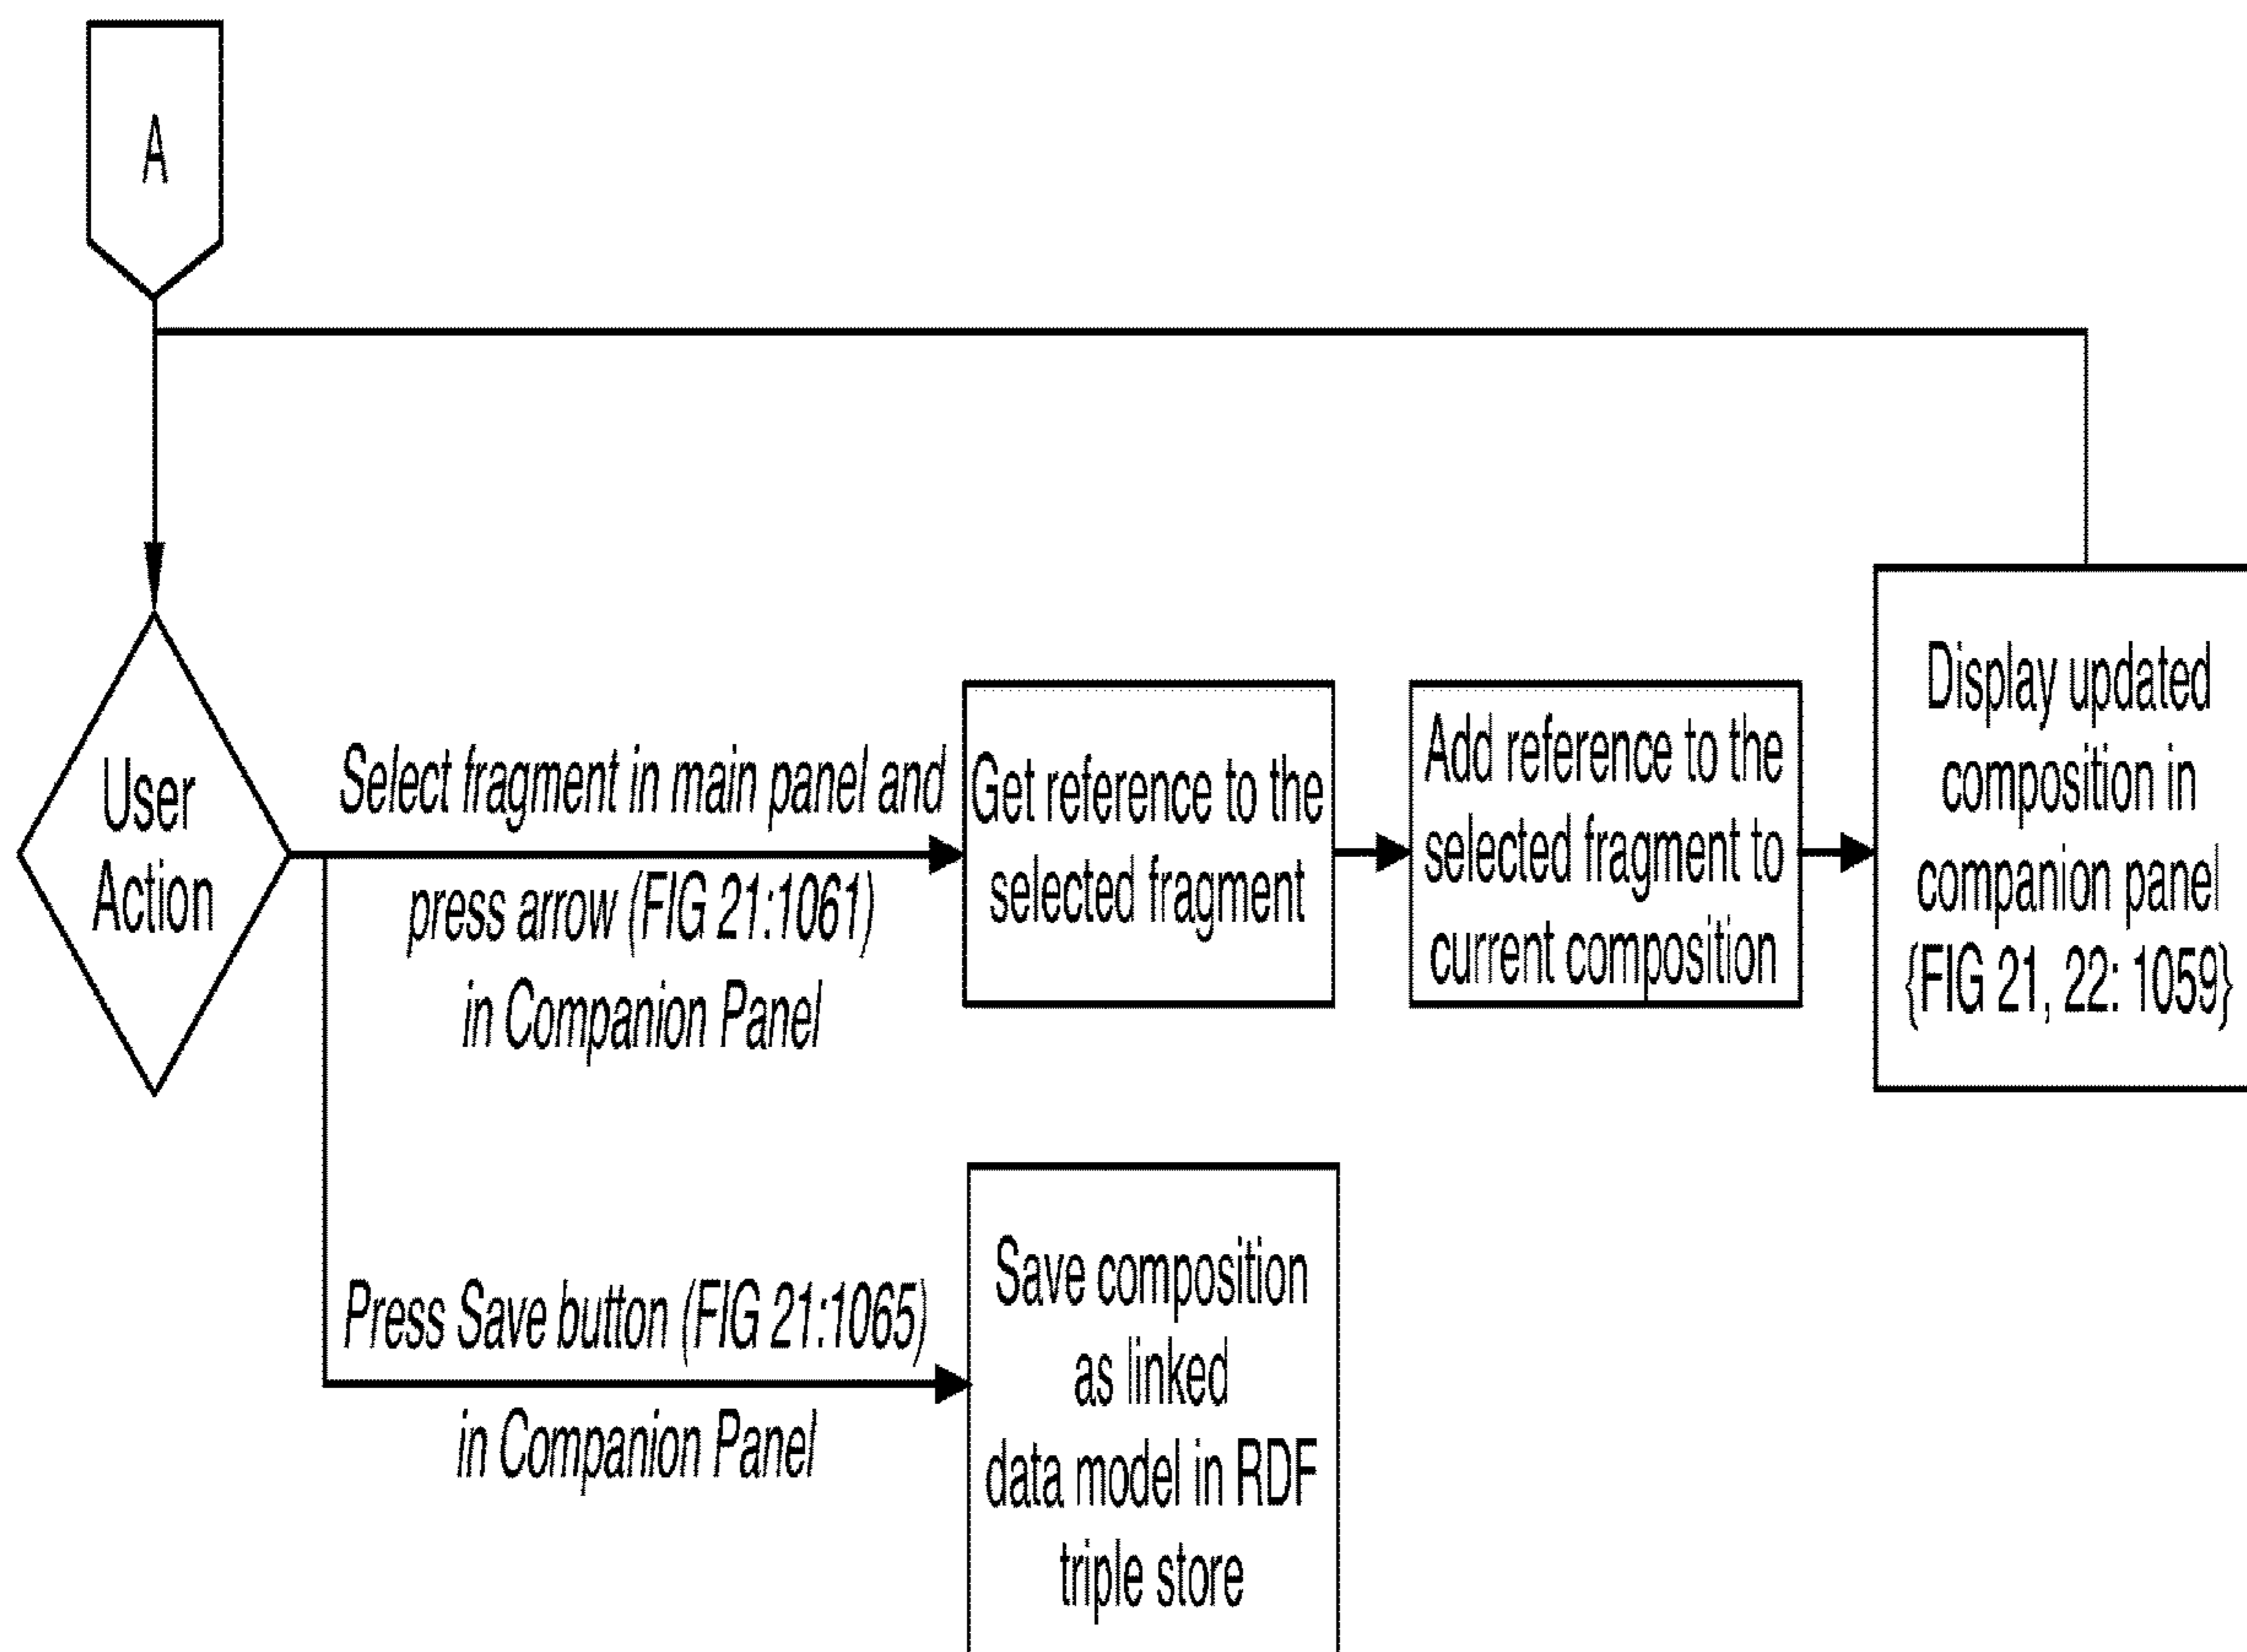 A
User
Action
Select fragment in main panel and
press arrow (FIG 21:1061)
in Companion Panel
Get reference to the
selected fragment
Add reference to the
selected fragment to
current composition
Display updated
composition in
companion panel
{FIG 21, 22: 1059}
Press Save button (FIG 21:1065)
in Companion Panel
Save composition
as linked
data model in RDF
triple store